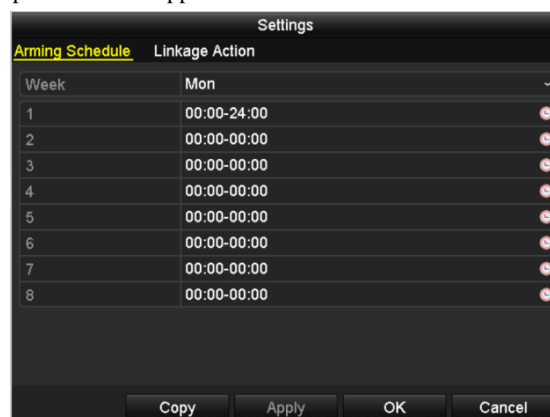 Settings
Arming Schedule Linkage Action
Week Mon
1 00:00-24:00
2 00:00-00:00
3 00:00-00:00
4 00:00-00:00
5 00:00-00:00
6 00:00-00:00
7 00:00-00:00
8 00:00-00:00
Copy Apply OK Cancel